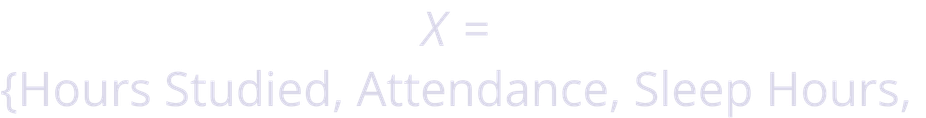 X =
{Hours Studied, Attendance, Sleep Hours,